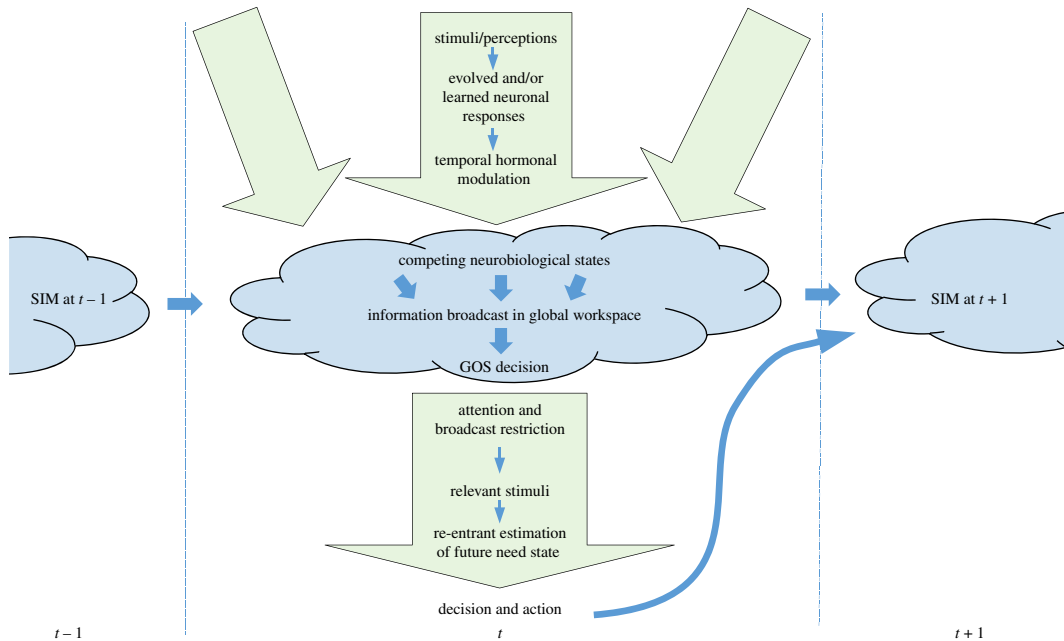 stimuli/perceptions
evolved and/or
learned neuronal
responses
temporal hormonal
modulation
competing neurobiological states
SIM at t – 1
information broadcast in global workspace
SIM at t + 1
GOS decision
attention and
broadcast restriction
relevant stimuli
re-entrant estimation
of future need state
decision and action
t – 1
t
t + 1